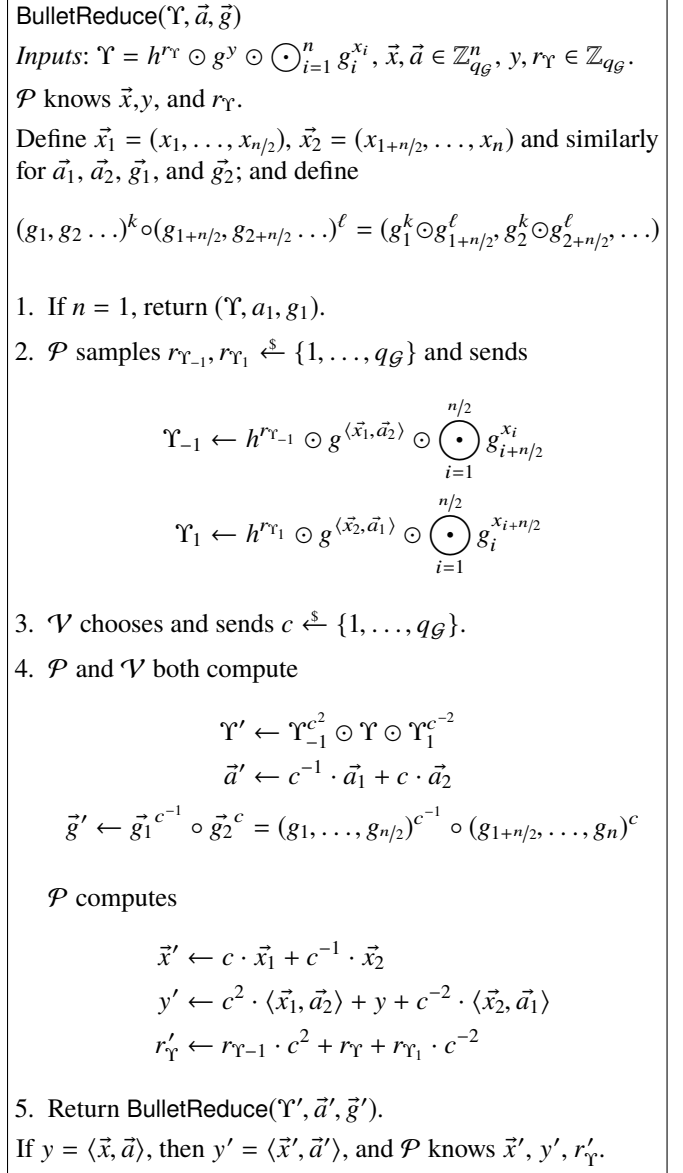 BulletReduce(ϒ, a⃗, g⃗)
Inputs: ϒ = h^{r_ϒ} ⊙ g^y ⊙ ⨀_{i=1}^{n} g_i^{x_i}, x⃗, a⃗ ∈ ℤ_{q_𝒢}^n, y, r_ϒ ∈ ℤ_{q_𝒢}.
𝒫 knows x⃗,y, and r_ϒ.
Define x⃗_1 = (x_1, . . . , x_{n/2}), x⃗_2 = (x_{1+n/2}, . . . , x_n) and similarly
for a⃗_1, a⃗_2, g⃗_1, and g⃗_2; and define
(g_1, g_2 . . .)^k ∘ (g_{1+n/2}, g_{2+n/2} . . .)^ℓ = (g_1^k ⊙ g_{1+n/2}^ℓ, g_2^k ⊙ g_{2+n/2}^ℓ, . . .)
1. If n = 1, return (ϒ, a_1, g_1).
2. 𝒫 samples r_{ϒ_{-1}}, r_{ϒ_1} ←$ {1, . . . , q_𝒢} and sends
ϒ_{-1} ← h^{r_{ϒ_{-1}}} ⊙ g^{⟨x⃗_1, a⃗_2⟩} ⊙ ⨀_{i=1}^{n/2} g_{i+n/2}^{x_i}
ϒ_1 ← h^{r_{ϒ_1}} ⊙ g^{⟨x⃗_2, a⃗_1⟩} ⊙ ⨀_{i=1}^{n/2} g_i^{x_{i+n/2}}
3. 𝒱 chooses and sends c ←$ {1, . . . , q_𝒢}.
4. 𝒫 and 𝒱 both compute
ϒ′ ← ϒ_{-1}^{c^2} ⊙ ϒ ⊙ ϒ_1^{c^{-2}}
a⃗′ ← c^{-1} · a⃗_1 + c · a⃗_2
g⃗′ ← g⃗_1^{c^{-1}} ∘ g⃗_2^c = (g_1, . . . , g_{n/2})^{c^{-1}} ∘ (g_{1+n/2}, . . . , g_n)^c
𝒫 computes
x⃗′ ← c · x⃗_1 + c^{-1} · x⃗_2
y′ ← c^2 · ⟨x⃗_1, a⃗_2⟩ + y + c^{-2} · ⟨x⃗_2, a⃗_1⟩
r′_ϒ ← r_{ϒ-1} · c^2 + r_ϒ + r_{ϒ_1} · c^{-2}
5. Return BulletReduce(ϒ′, a⃗′, g⃗′).
If y = ⟨x⃗, a⃗⟩, then y′ = ⟨x⃗′, a⃗′⟩, and 𝒫 knows x⃗′, y′, r′_ϒ.